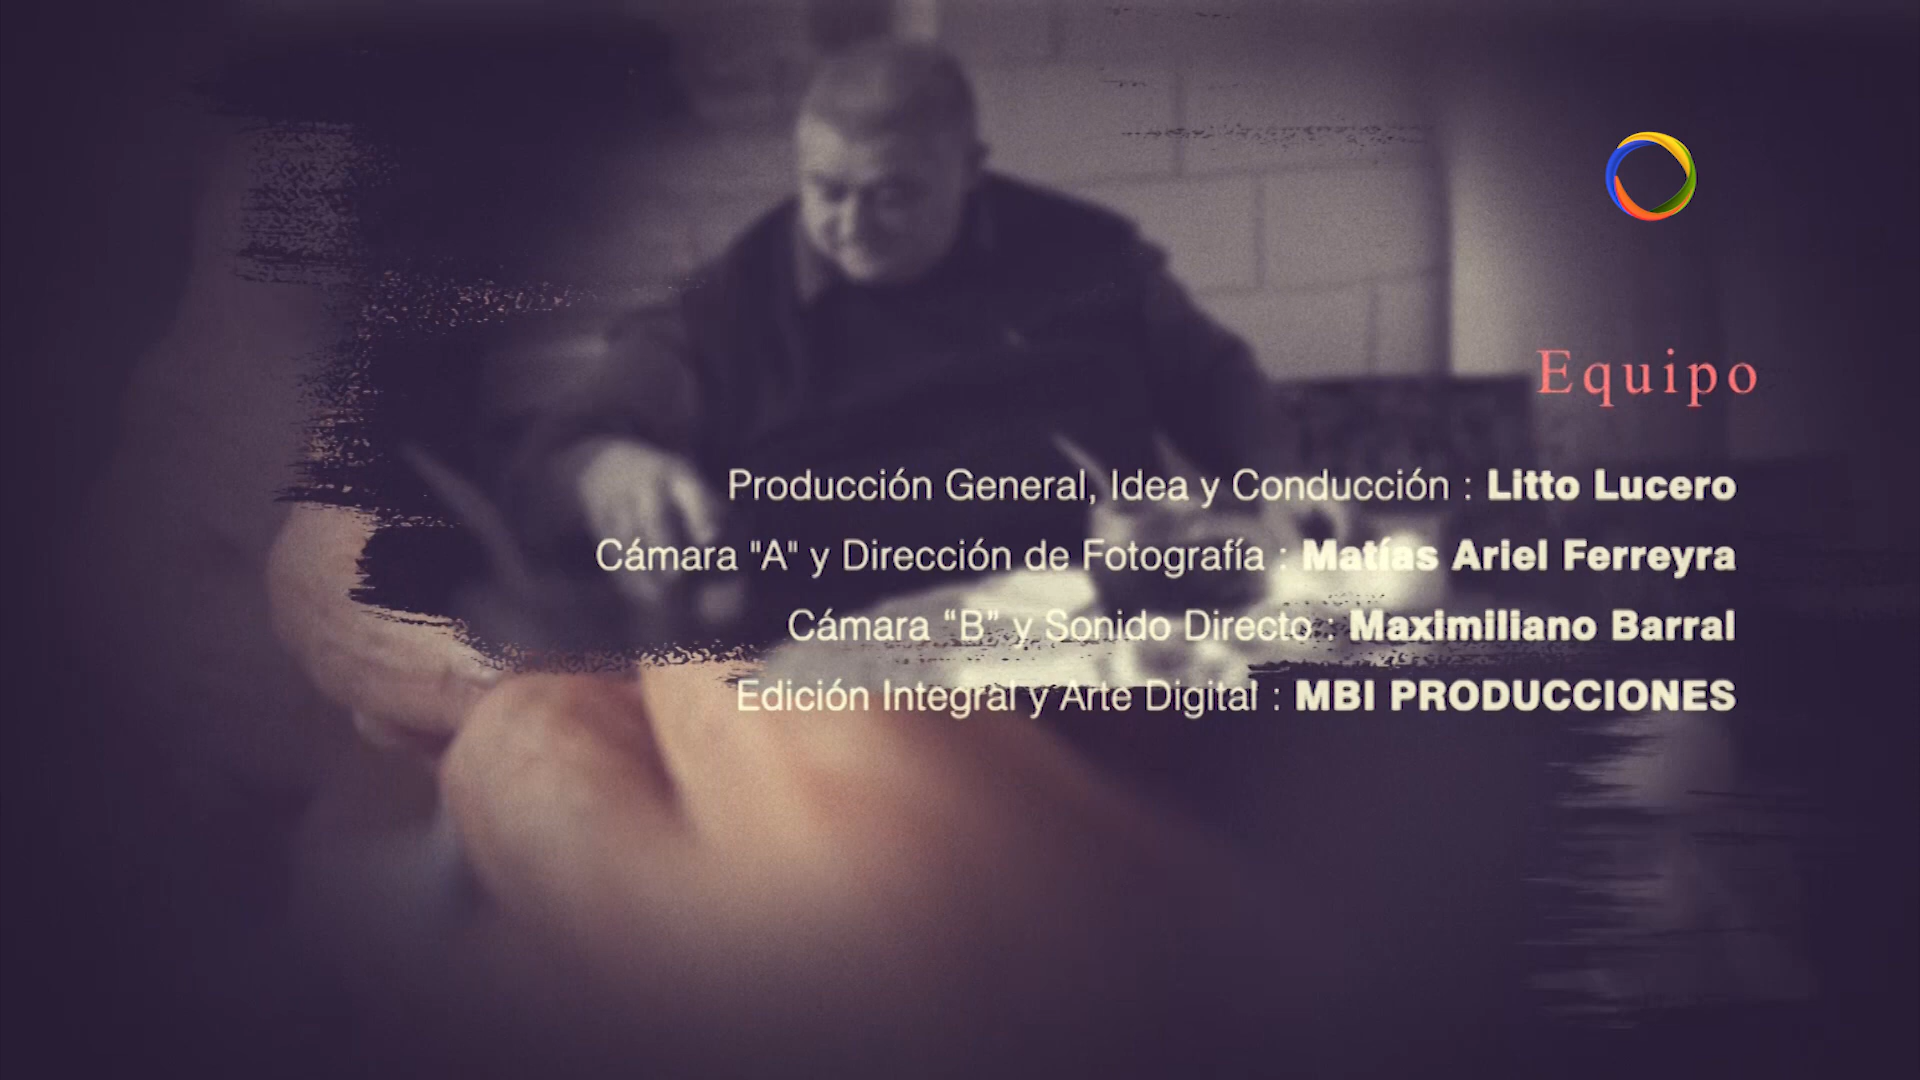 Equipo
Producción General, Idea y Conducción : Litto Lucero
Cámara "A" y Dirección de Fotografía : Matías Ariel Ferreyra
Cámara “B” y Sonido Directo : Maximiliano Barral
Edición Integral y Arte Digital : MBI PRODUCCIONES